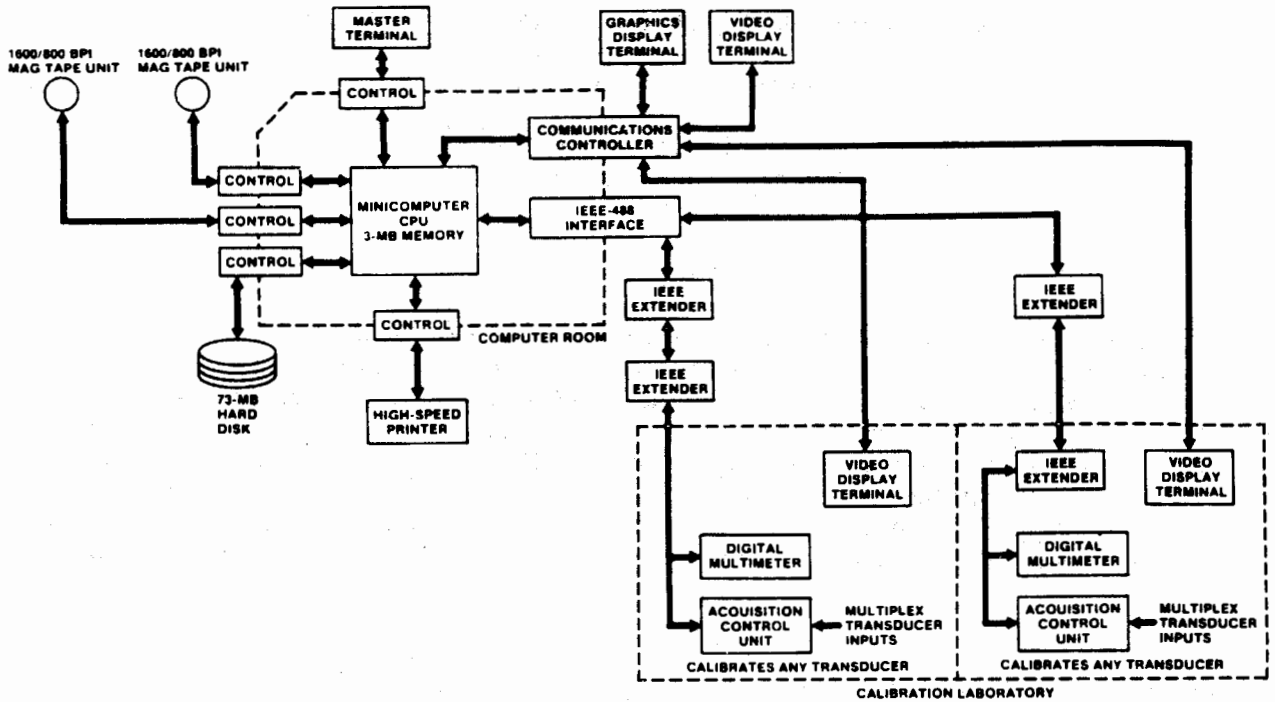 MASTER
TERMINAL
GRAPHICS
DISPLAY
TERMINAL
VIDEO
DISPLAY
TERMINAL
1600/800 BPI
MAG TAPE UNIT
1600/800 BPI
MAG TAPE UNIT
CONTROL
COMMUNICATIONS
CONTROLLER
CONTROL
CONTROL
CONTROL
MINICOMPUTER
CPU
3-MB MEMORY
IEEE-488
INTERFACE
IEEE
EXTENDER
IEEE
EXTENDER
CONTROL
COMPUTER ROOM
IEEE
EXTENDER
73-MB
HARD
DISK
HIGH-SPEED
PRINTER
VIDEO
DISPLAY
TERMINAL
IEEE
EXTENDER
VIDEO
DISPLAY
TERMINAL
DIGITAL
MULTIMETER
DIGITAL
MULTIMETER
ACQUISITION
CONTROL
UNIT
MULTIPLEX
TRANSDUCER
INPUTS
ACQUISITION
CONTROL
UNIT
MULTIPLEX
TRANSDUCER
INPUTS
CALIBRATES ANY TRANSDUCER
CALIBRATES ANY TRANSDUCER
CALIBRATION LABORATORY